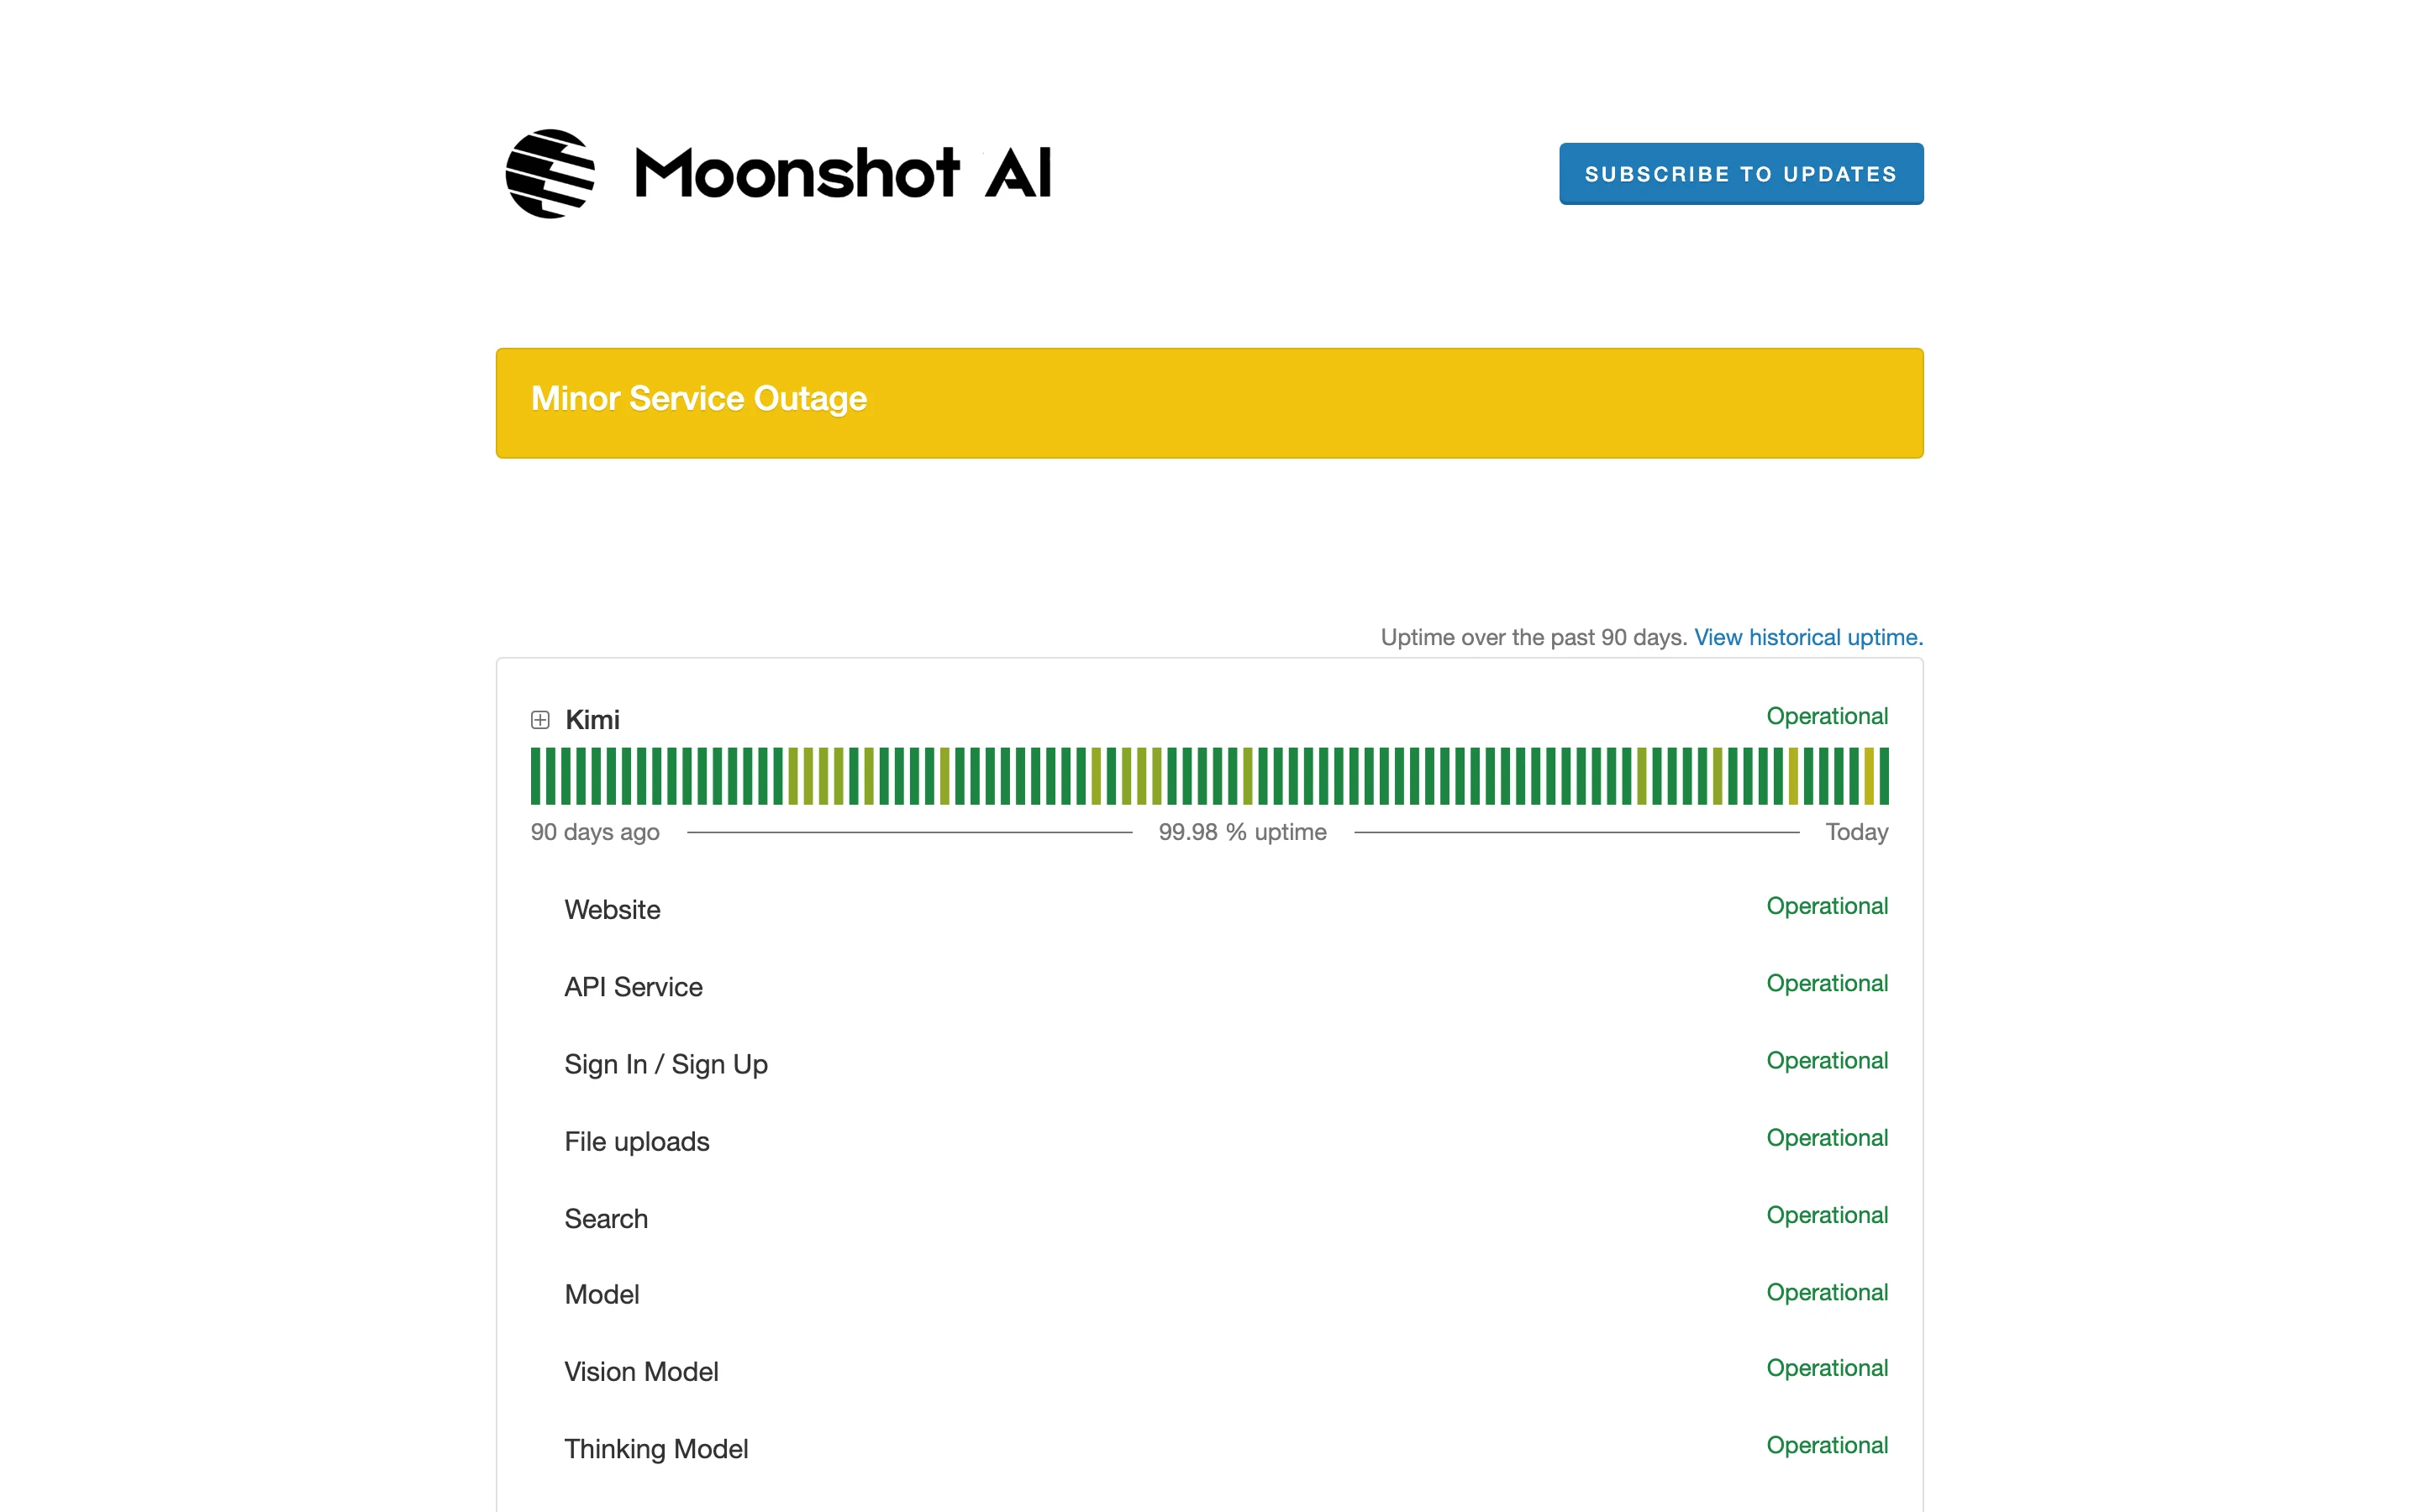 Moonshot AI
SUBSCRIBE TO UPDATES
Minor Service Outage
Uptime over the past 90 days. View historical uptime.
Kimi
Operational
90 days ago
99.98 % uptime
Today
Website
Operational
API Service
Operational
Sign In / Sign Up
Operational
File uploads
Operational
Search
Operational
Model
Operational
Vision Model
Operational
Thinking Model
Operational